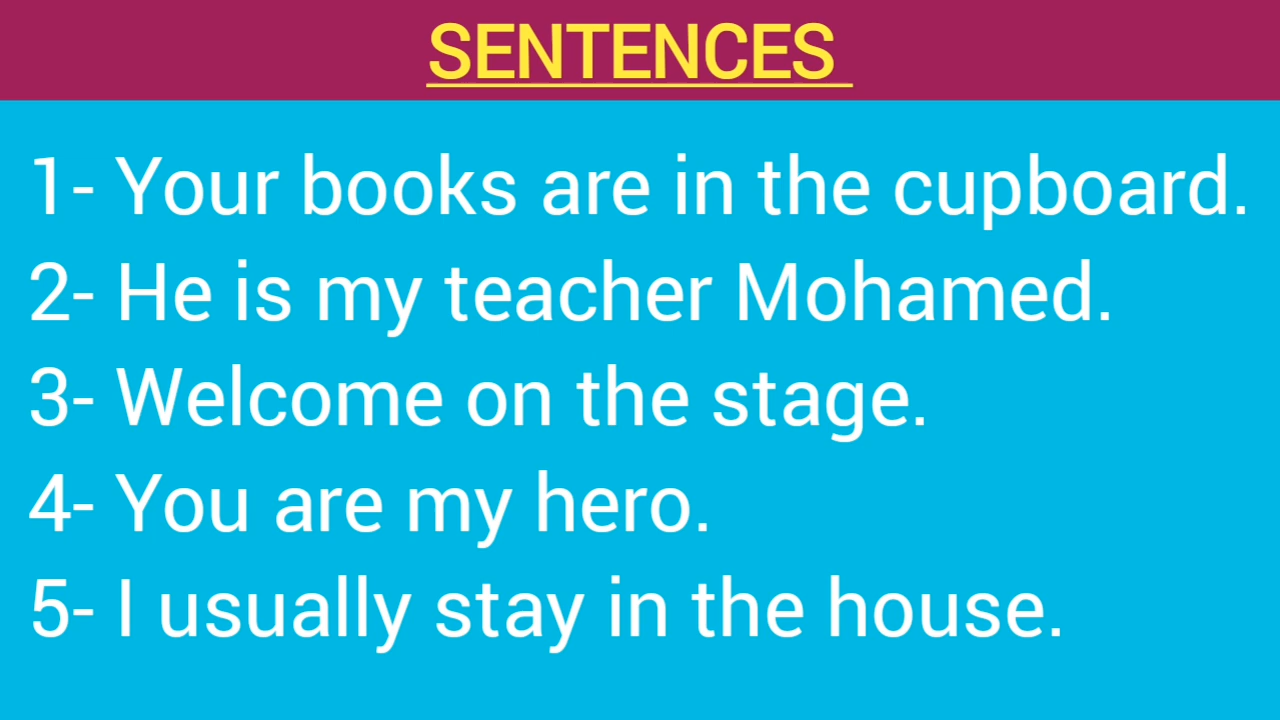 SENTENCES
1- Your books are in the cupboard.
2- He is my teacher Mohamed.
3- Welcome on the stage.
4- You are my hero.
5- I usually stay in the house.